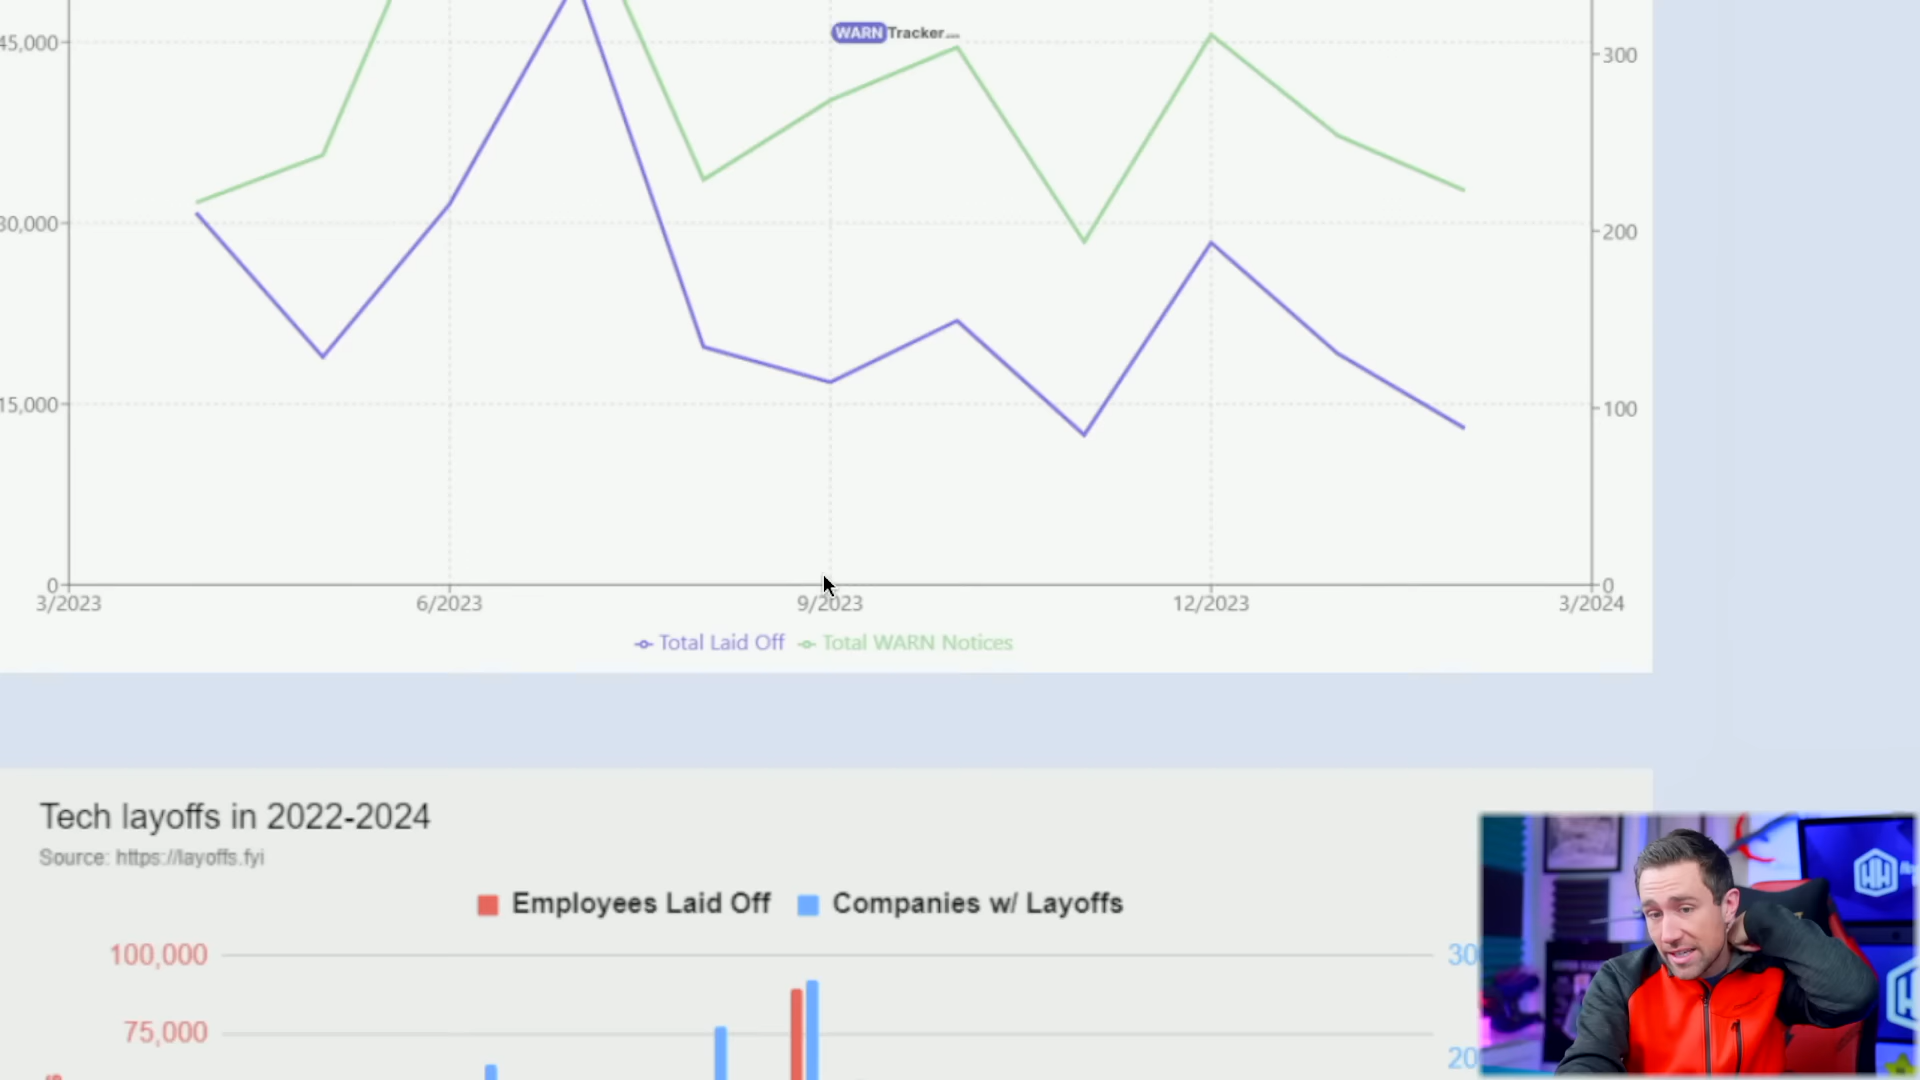 WARN Tracker
45,000
300
30,000
200
15,000
100
0
0
3/2023
6/2023
9/2023
12/2023
3/2024
Total Laid Off
Total WARN Notices
Tech layoffs in 2022-2024
Source: https://layoffs.fyi
Employees Laid Off
Companies w/ Layoffs
100,000
30
75,000
20